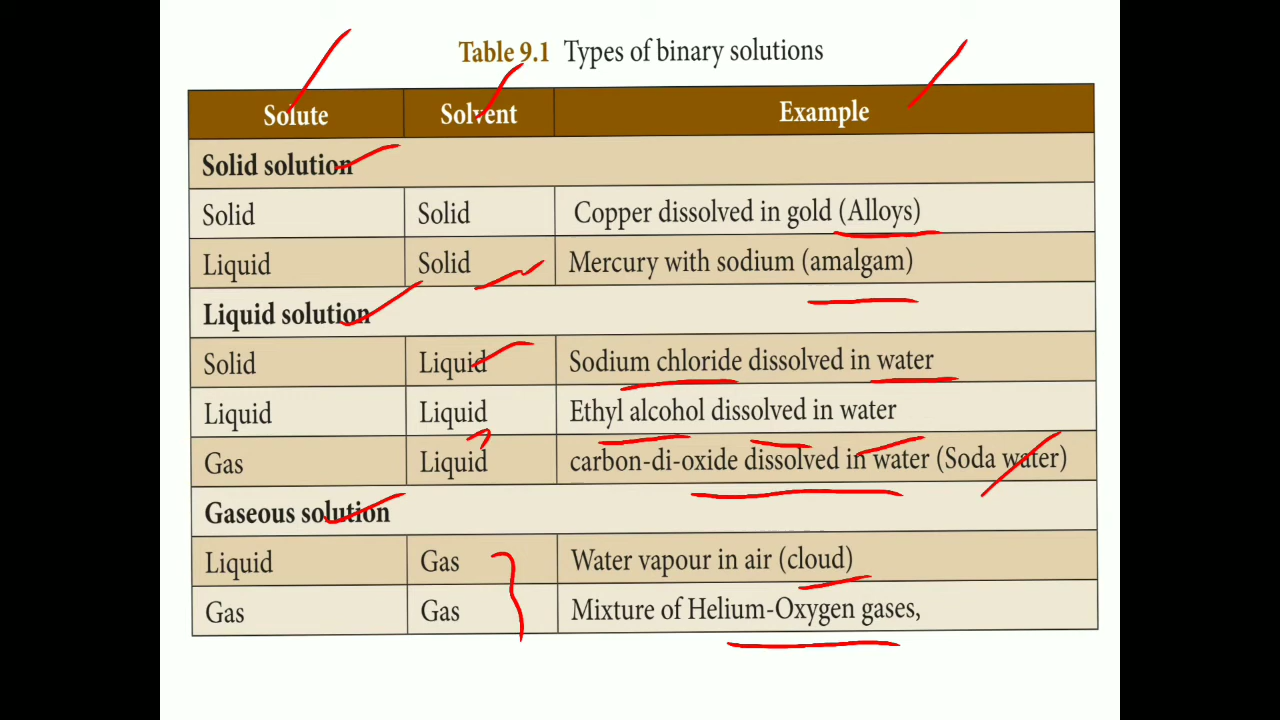 Table 9.1 Types of binary solutions
Solute Solvent Example
Solid solution
Solid Solid Copper dissolved in gold (Alloys)
Liquid Solid Mercury with sodium (amalgam)
Liquid solution
Solid Liquid Sodium chloride dissolved in water
Liquid Liquid Ethyl alcohol dissolved in water
Gas Liquid carbon-di-oxide dissolved in water (Soda water)
Gaseous solution
Liquid Gas Water vapour in air (cloud)
Gas Gas Mixture of Helium-Oxygen gases,